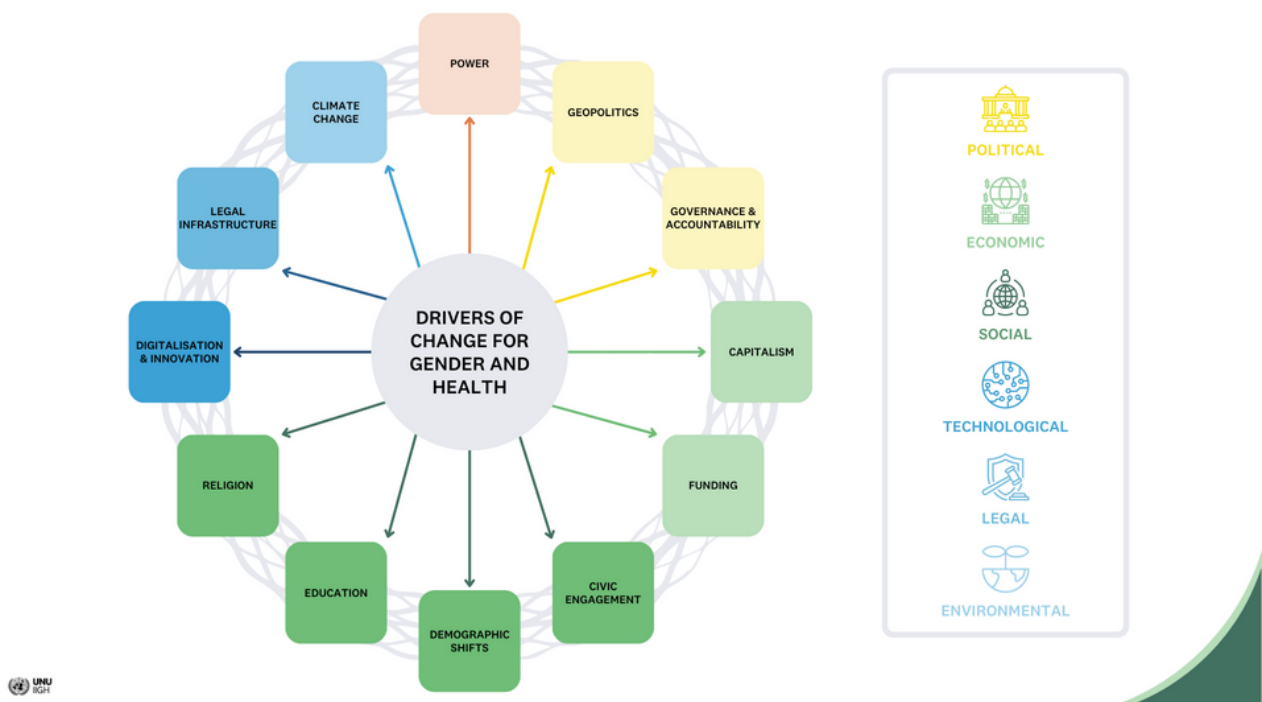 POWER
GEOPOLITICS
GOVERNANCE &
ACCOUNTABILITY
CAPITALISM
FUNDING
CIVIC
ENGAGEMENT
DEMOGRAPHIC
SHIFTS
EDUCATION
RELIGION
DIGITALISATION
& INNOVATION
LEGAL
INFRASTRUCTURE
CLIMATE
CHANGE
DRIVERS OF
CHANGE FOR
GENDER AND
HEALTH
POLITICAL
ECONOMIC
SOCIAL
TECHNOLOGICAL
LEGAL
ENVIRONMENTAL
UNU
IIGH